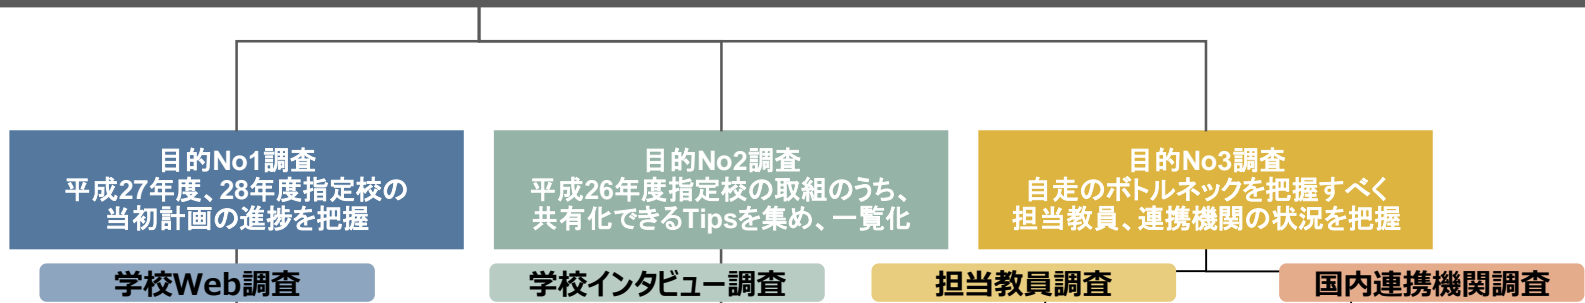 目的No1調査
平成27年度、28年度指定校の
当初計画の進捗を把握
目的No2調査
平成26年度指定校の取組のうち、
共有化できるTipsを集め、一覧化
目的No3調査
自走のボトルネックを把握すべく
担当教員、連携機関の状況を把握
学校Web調査
学校インタビュー調査
担当教員調査
国内連携機関調査